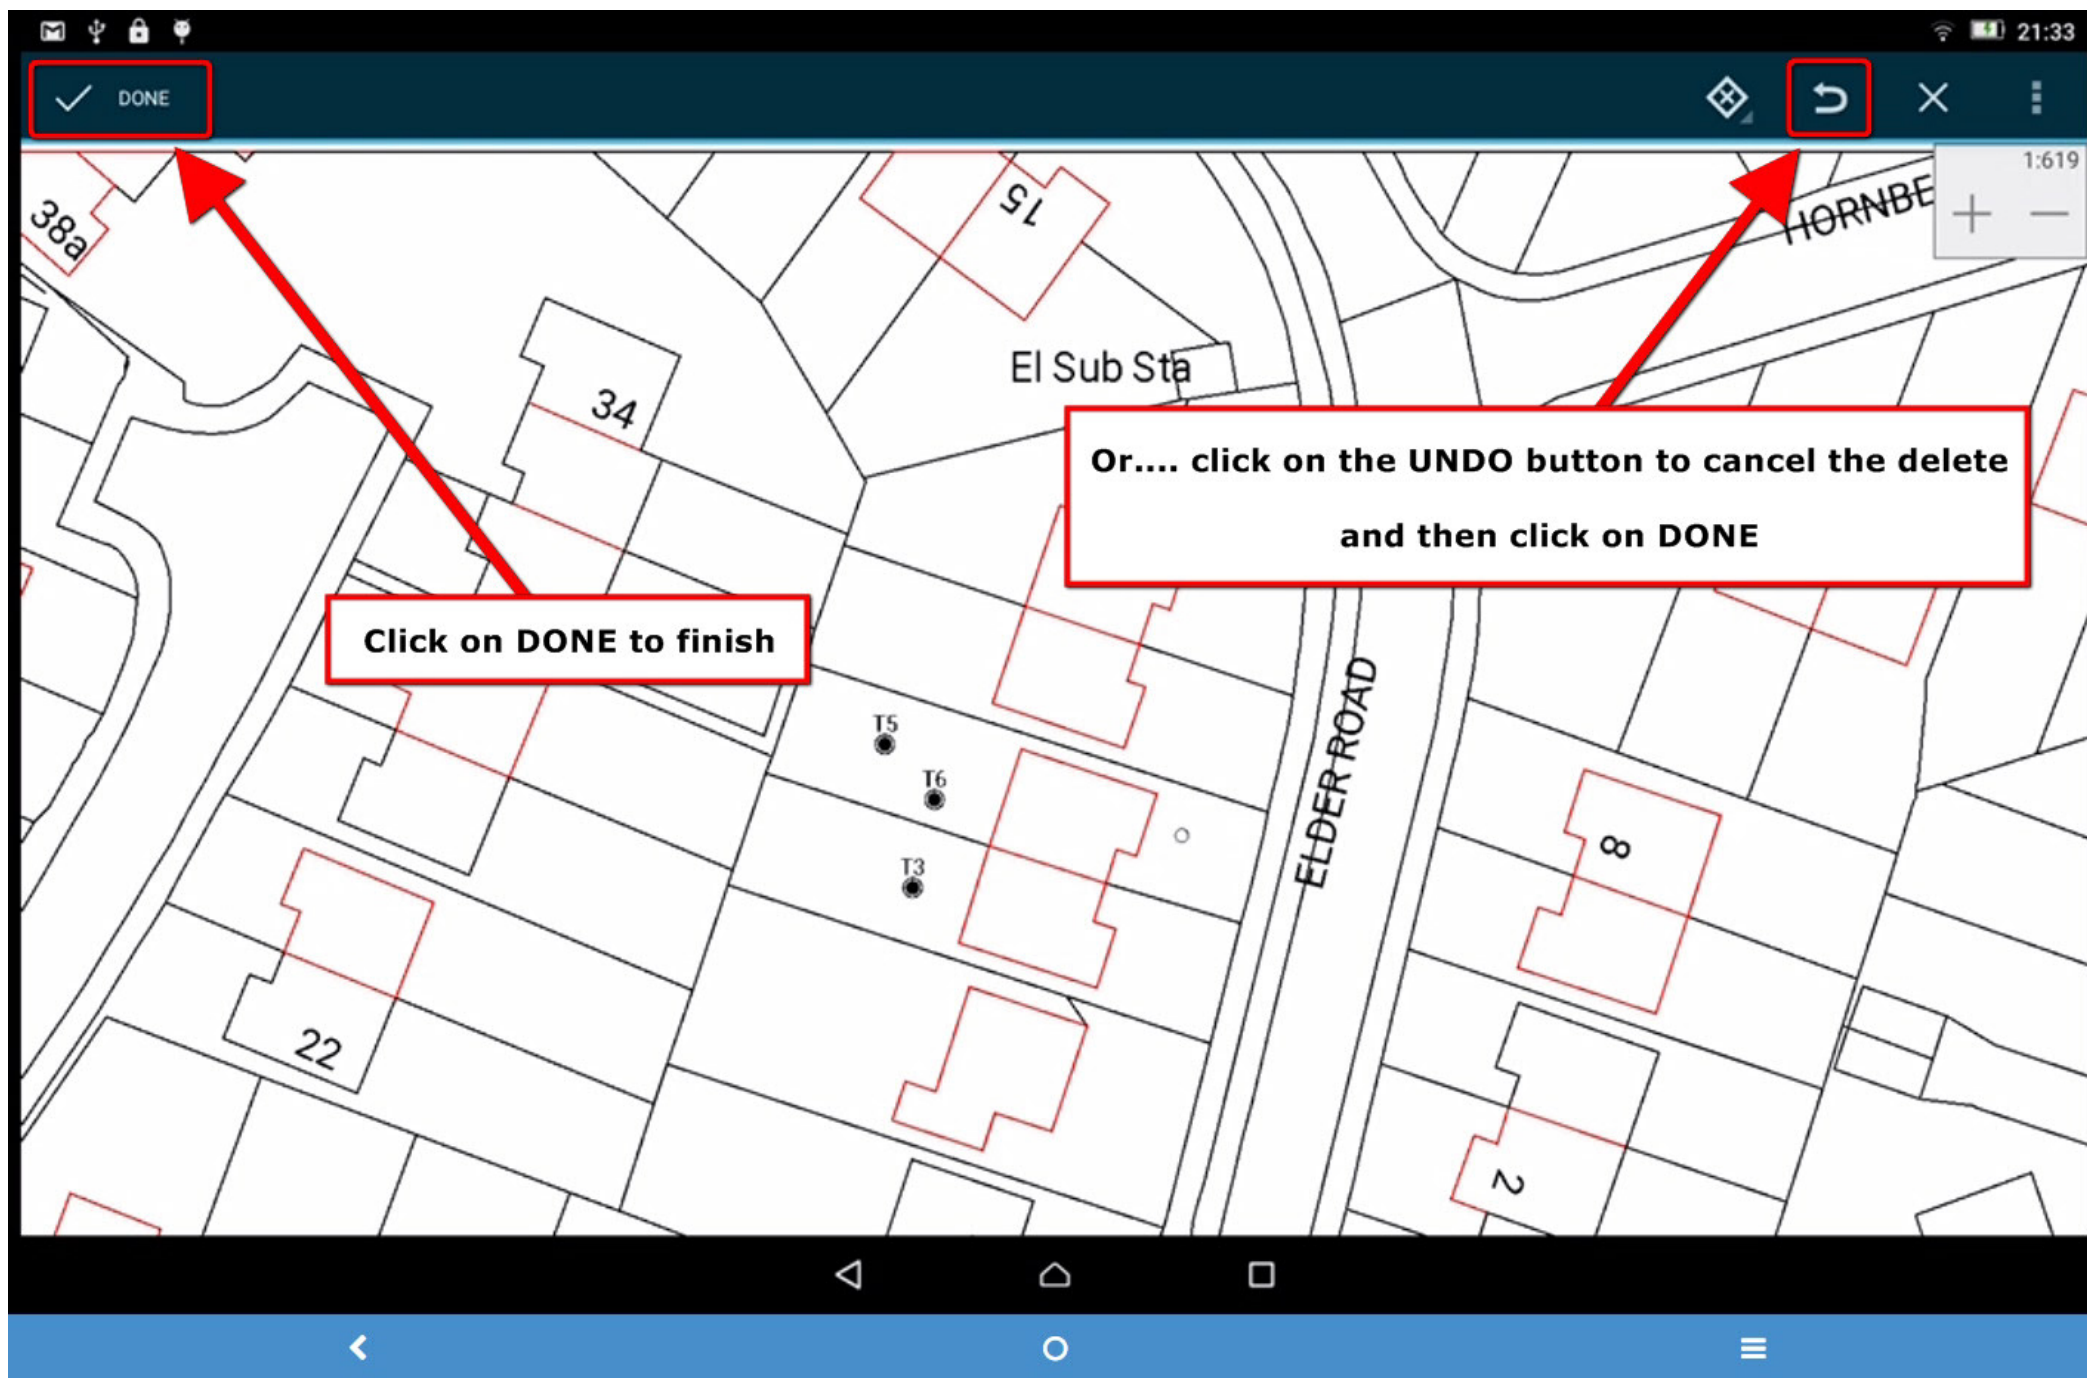 21:33
DONE
1:619
38a
15
HORNBE
34
El Sub Sta
Or.... click on the UNDO button to cancel the delete
and then click on DONE
Click on DONE to finish
ELDER ROAD
T5
T6
T3
8
22
2